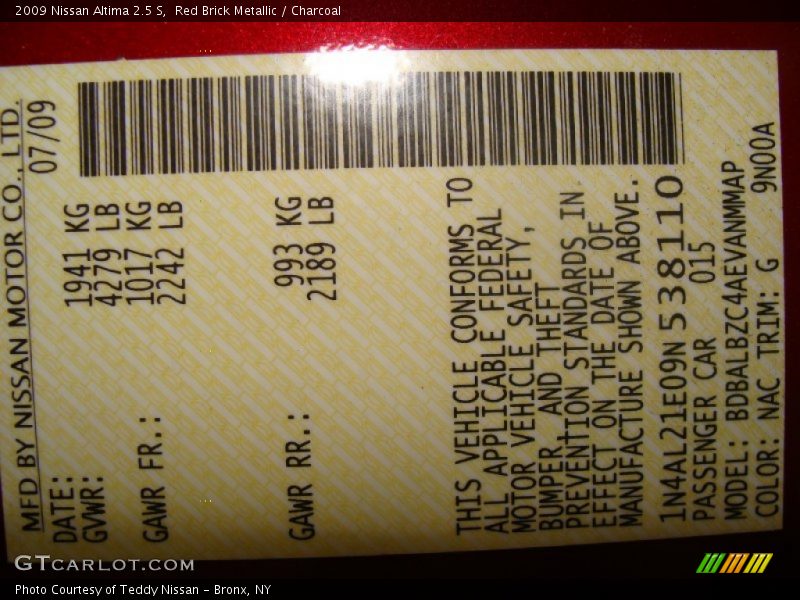 2009 Nissan Altima 2.5 S,  Red Brick Metallic / Charcoal
MFD BY NISSAN MOTOR CO., LTD.
DATE: 07/09
GVWR: 1941 KG
4279 LB
GAWR FR.: 1017 KG
2242 LB
GAWR RR.: 993 KG
2189 LB
THIS VEHICLE CONFORMS TO
ALL APPLICABLE FEDERAL
MOTOR VEHICLE SAFETY,
BUMPER, AND THEFT
PREVENTION STANDARDS IN
EFFECT ON THE DATE OF
MANUFACTURE SHOWN ABOVE.
1N4AL21E09N538110
PASSENGER CAR 015
MODEL: BDBALBZC4AEVANMMAP
COLOR: NAC TRIM: G 9N00A
GTCARLOT.COM
Photo Courtesy of Teddy Nissan – Bronx, NY